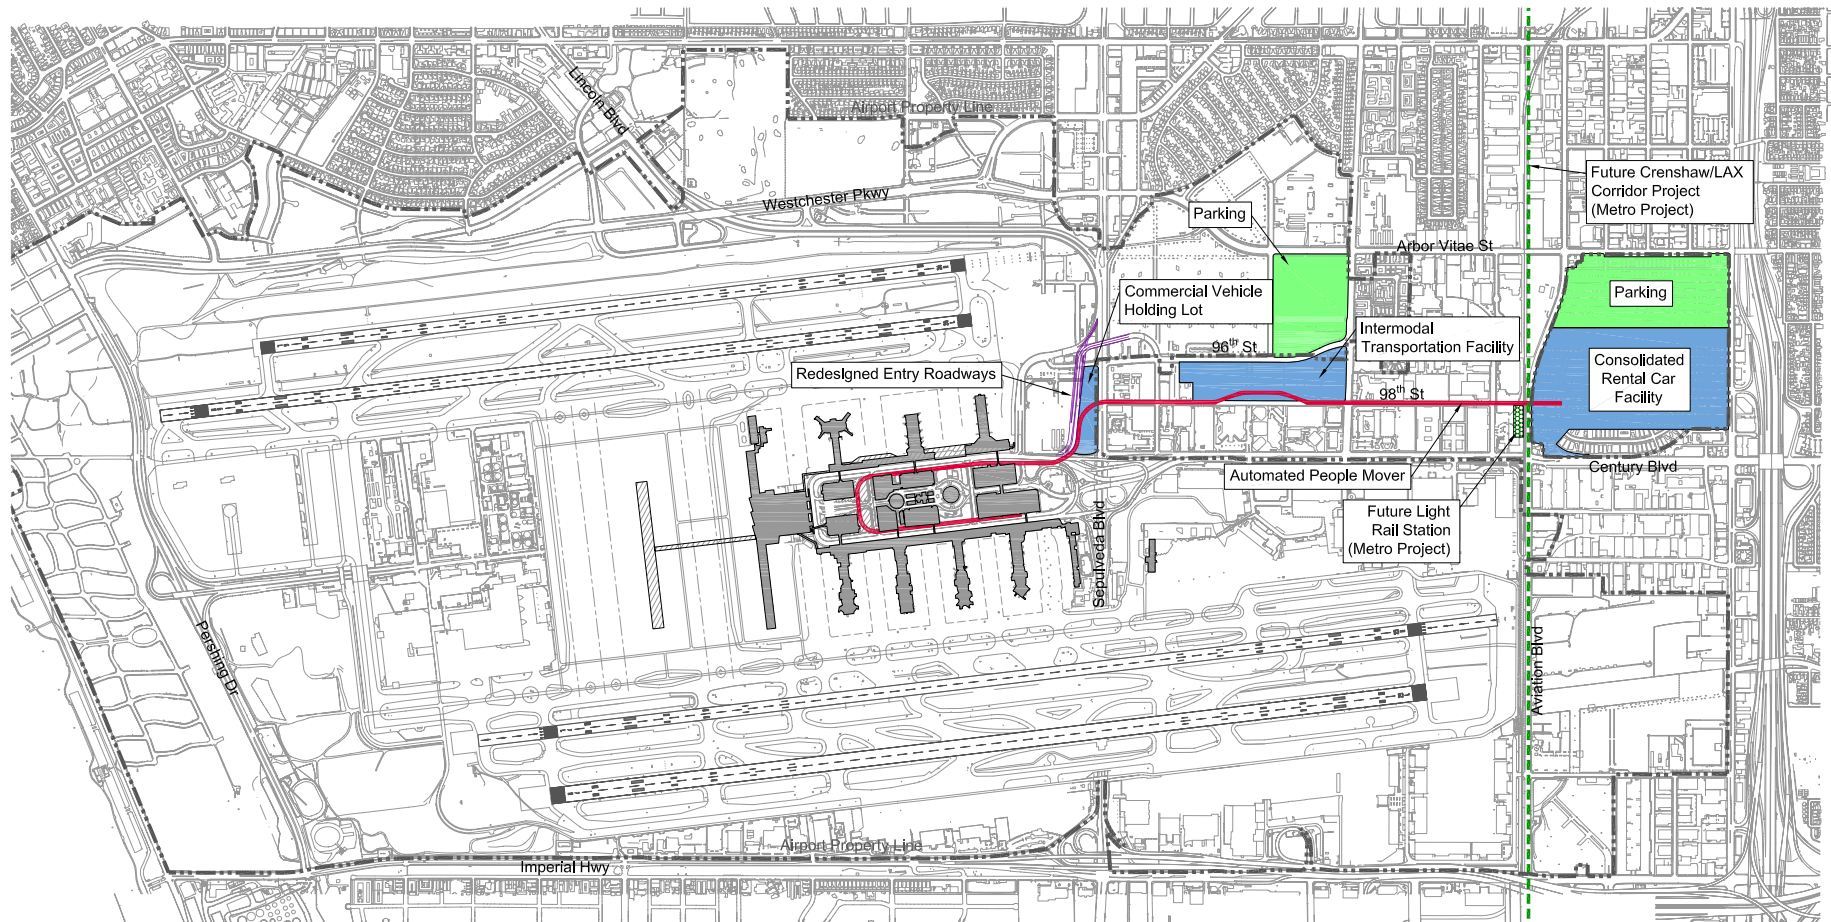 Lincoln Blvd
Airport Property Line
Future Crenshaw/LAX
Corridor Project
(Metro Project)
Westchester Pkwy
Parking
Arbor Vitae St
Commercial Vehicle
Holding Lot
Parking
Intermodal
Transportation Facility
96th St
Redesigned Entry Roadways
Consolidated
Rental Car
Facility
98th St
Automated People Mover
Century Blvd
Future Light
Rail Station
(Metro Project)
Sepulveda Blvd
Pershing Dr
Aviation Blvd
Airport Property Line
Imperial Hwy